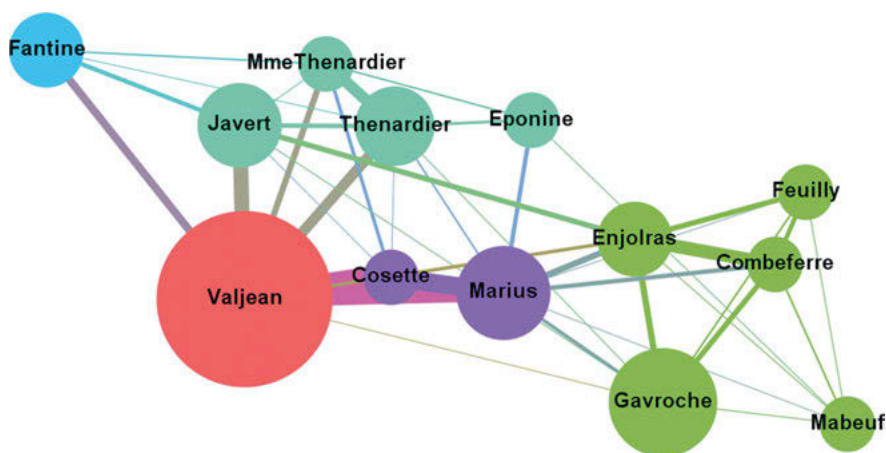 Fantine
MmeThenardier
Javert
Thenardier
Eponine
Feuilly
Enjolras
Combeferre
Cosette
Valjean
Marius
Gavroche
Mabeuf